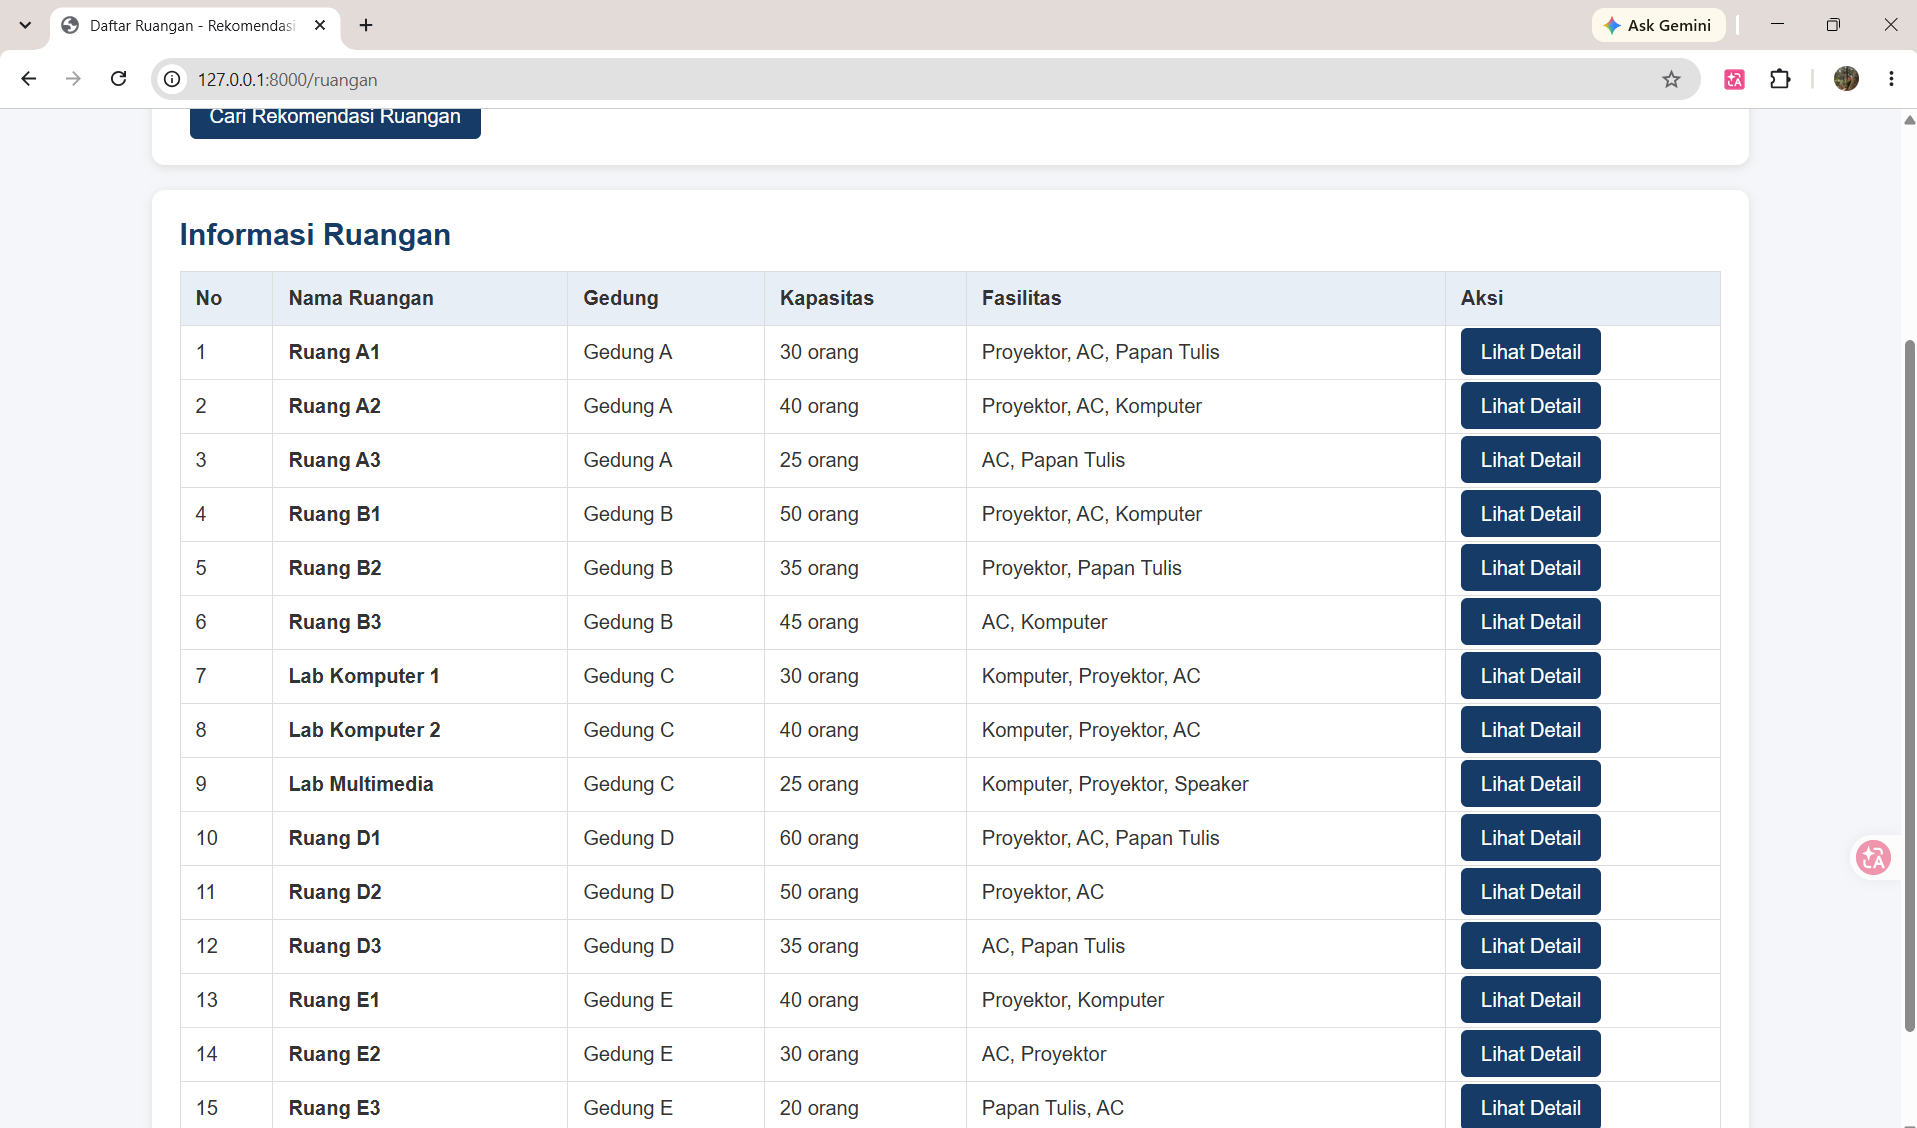 Daftar Ruangan - Rekomendasi
Ask Gemini
127.0.0.1:8000/ruangan
Cari Rekomendasi Ruangan
Informasi Ruangan
No Nama Ruangan Gedung Kapasitas Fasilitas Aksi
1 Ruang A1 Gedung A 30 orang Proyektor, AC, Papan Tulis Lihat Detail
2 Ruang A2 Gedung A 40 orang Proyektor, AC, Komputer Lihat Detail
3 Ruang A3 Gedung A 25 orang AC, Papan Tulis Lihat Detail
4 Ruang B1 Gedung B 50 orang Proyektor, AC, Komputer Lihat Detail
5 Ruang B2 Gedung B 35 orang Proyektor, Papan Tulis Lihat Detail
6 Ruang B3 Gedung B 45 orang AC, Komputer Lihat Detail
7 Lab Komputer 1 Gedung C 30 orang Komputer, Proyektor, AC Lihat Detail
8 Lab Komputer 2 Gedung C 40 orang Komputer, Proyektor, AC Lihat Detail
9 Lab Multimedia Gedung C 25 orang Komputer, Proyektor, Speaker Lihat Detail
10 Ruang D1 Gedung D 60 orang Proyektor, AC, Papan Tulis Lihat Detail
11 Ruang D2 Gedung D 50 orang Proyektor, AC Lihat Detail
12 Ruang D3 Gedung D 35 orang AC, Papan Tulis Lihat Detail
13 Ruang E1 Gedung E 40 orang Proyektor, Komputer Lihat Detail
14 Ruang E2 Gedung E 30 orang AC, Proyektor Lihat Detail
15 Ruang E3 Gedung E 20 orang Papan Tulis, AC Lihat Detail